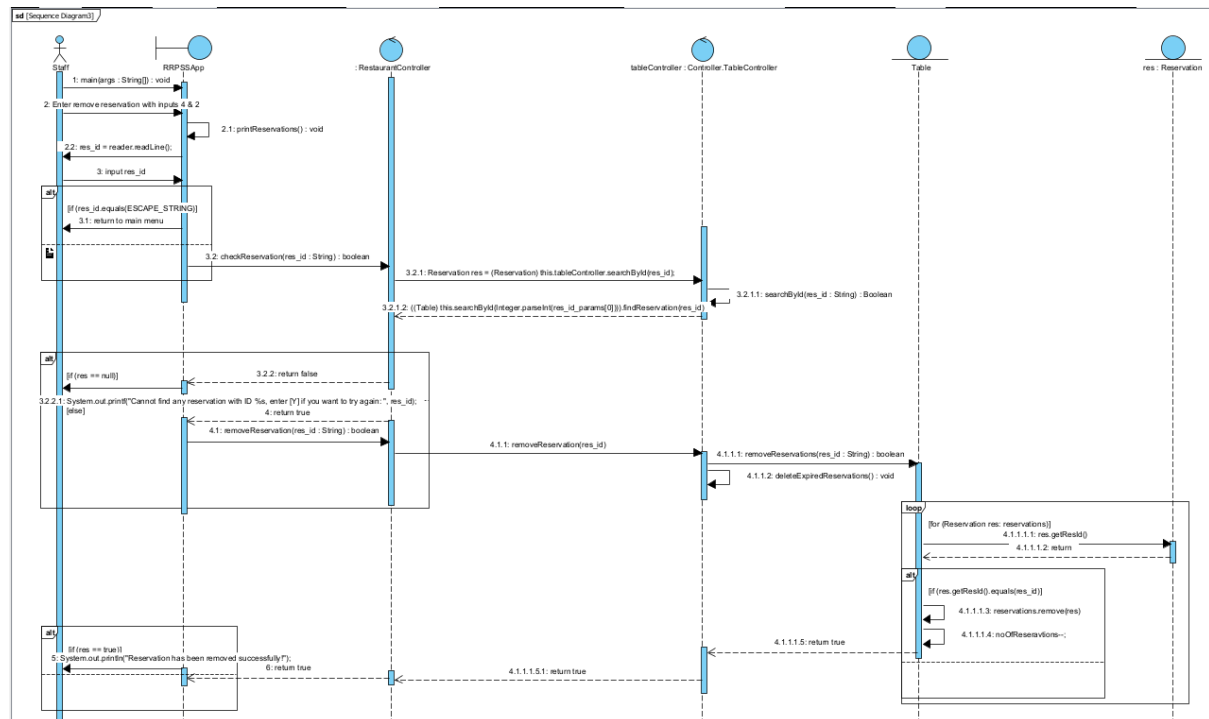 sd [Sequence Diagram3]
Staff
RRPSSApp
: RestaurantController
tableController : Controller.TableController
Table
res : Reservation
1: main(args : String[]) : void
2: Enter remove reservation with inputs 4 & 2
2.1: printReservations() : void
2.2: res_id = reader.readLine();
3: input res_id
alt
[if (res_id.equals(ESCAPE_STRING)]
3.1: return to main menu
3.2: checkReservation(res_id : String) : boolean
3.2.1: Reservation res = (Reservation) this.tableController.searchById(res_id);
3.2.1.1: searchById(res_id : String) : Boolean
3.2.1.2: ((Table) this.searchById(Integer.parseInt(res_id_params[0]))).findReservation(res_id)
alt
[if (res == null)]
3.2.2: return false
3.2.2.1: System.out.printf("Cannot find any reservation with ID %s, enter [Y] if you want to try again: ", res_id);
[else]
4: return true
4.1: removeReservation(res_id : String) : boolean
4.1.1: removeReservation(res_id)
4.1.1.1: removeReservations(res_id : String) : boolean
4.1.1.2: deleteExpiredReservations() : void
loop
[for (Reservation res: reservations)]
4.1.1.1.1: res.getResId()
4.1.1.1.2: return
alt
[if (res.getResId().equals(res_id)]
4.1.1.1.3: reservations.remove(res)
4.1.1.1.4: noOfReseravtions--;
4.1.1.1.5: return true
alt
[if (res == true)]
5: System.out.println("Reservation has been removed successfully!");
6: return true
4.1.1.1.5.1: return true